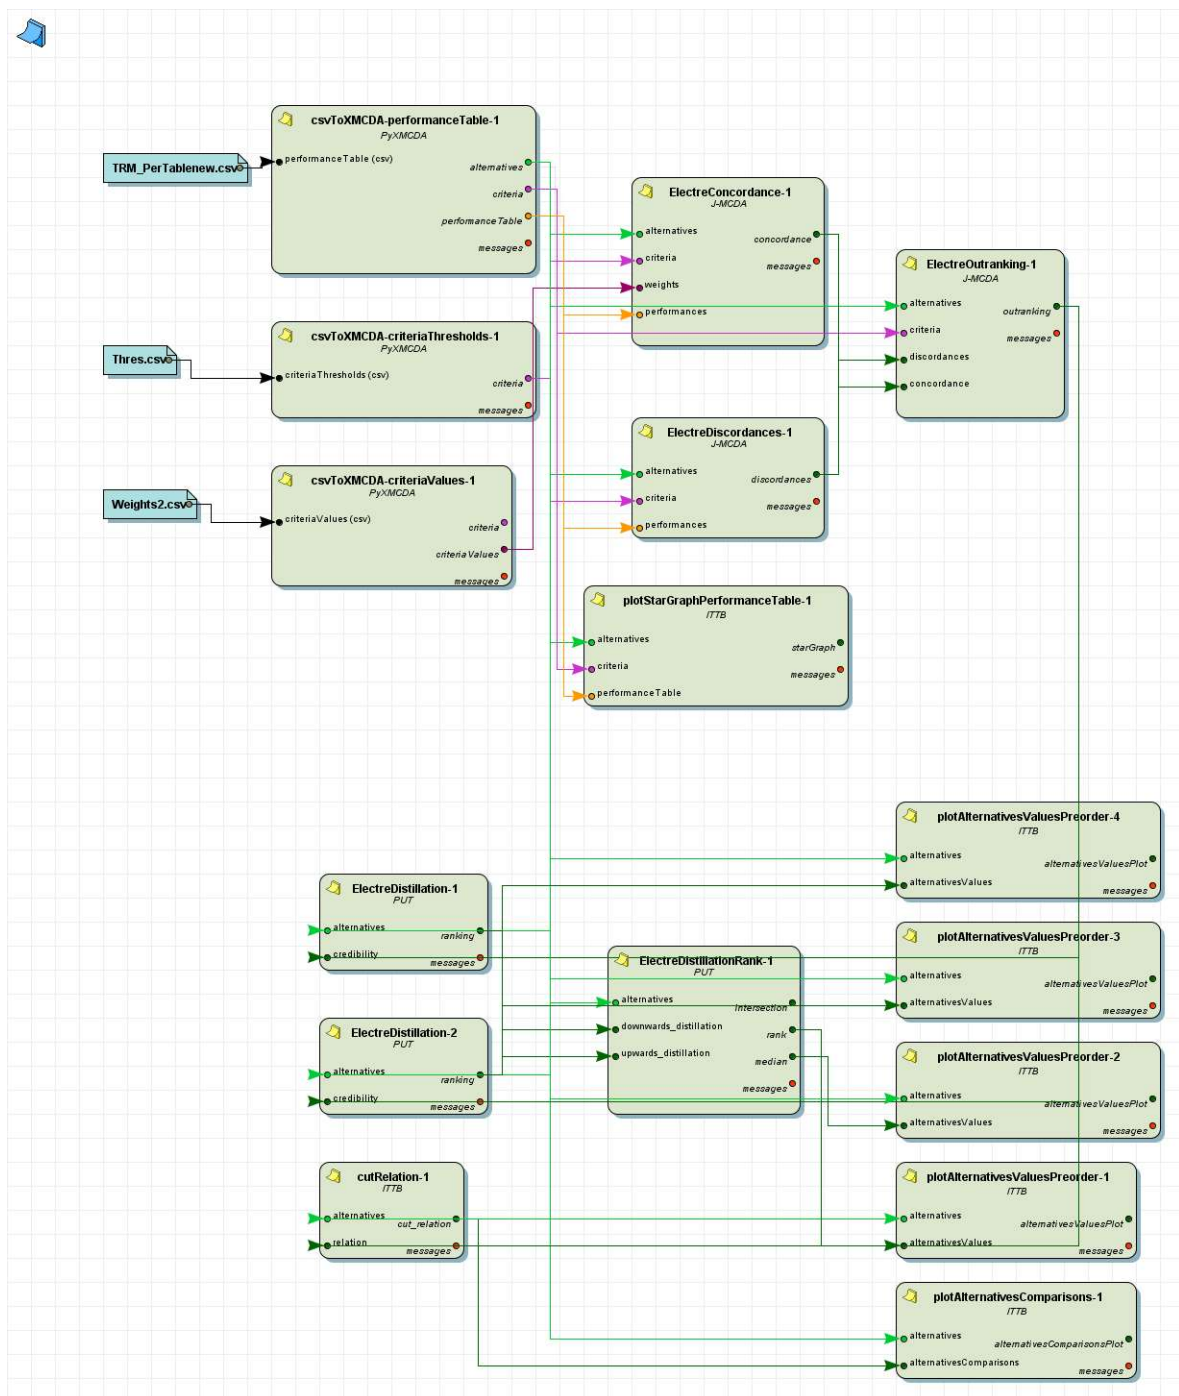 csvToXMCDA-performanceTable-1
PyXMCDA
TRM_PerTablenew.csv
performanceTable (csv)
alternatives
criteria
performanceTable
messages
ElectreConcordance-1
J-MCDA
alternatives
concordance
criteria
messages
weights
performances
ElectreOutranking-1
J-MCDA
alternatives
outranking
criteria
messages
discordances
concordance
csvToXMCDA-criteriaThresholds-1
PyXMCDA
Thres.csv
criteriaThresholds (csv)
criteria
messages
ElectreDiscordances-1
J-MCDA
alternatives
discordances
criteria
messages
performances
csvToXMCDA-criteriaValues-1
PyXMCDA
Weights2.csv
criteriaValues (csv)
criteria
criteriaValues
messages
plotStarGraphPerformanceTable-1
ITTB
alternatives
starGraph
criteria
messages
performanceTable
plotAlternativesValuesPreorder-4
ITTB
alternatives
alternativesValuesPlot
alternativesValues
messages
ElectreDistillation-1
PUT
alternatives
ranking
credibility
messages
plotAlternativesValuesPreorder-3
ITTB
alternatives
alternativesValuesPlot
alternativesValues
messages
ElectreDistillationRank-1
PUT
alternatives
intersection
downwards_distillation
rank
upwards_distillation
median
messages
ElectreDistillation-2
PUT
alternatives
ranking
credibility
messages
plotAlternativesValuesPreorder-2
ITTB
alternatives
alternativesValuesPlot
alternativesValues
messages
cutRelation-1
ITTB
alternatives
cut_relation
relation
messages
plotAlternativesValuesPreorder-1
ITTB
alternatives
alternativesValuesPlot
alternativesValues
messages
plotAlternativesComparisons-1
ITTB
alternatives
alternativesComparisonsPlot
alternativesComparisons
messages